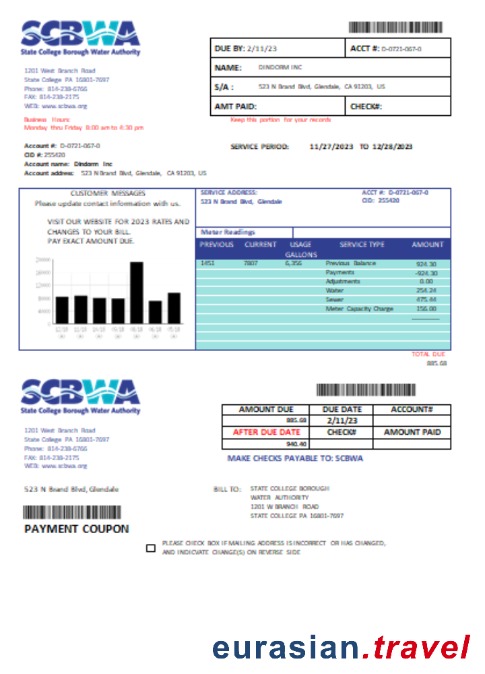 SCBWA
State College Borough Water Authority
1201 West Branch Road
State College PA 16801-7697
Phone: 814-238-6766
FAX: 814-238-2175
WEB: www.scbwa.org
Business Hours
Monday thru Friday 8:00 am to 4:30 pm
DUE BY: 2/11/23 ACCT #: D-0721-067-0
NAME: DINDORM INC
S/A : 523 N Brand Blvd, Glendale, CA 91203, US
AMT PAID: CHECK#:
Keep this portion for your records
Account #: D-0721-067-0
CID #: 255420
Account name: Dindorm Inc
Account address: 523 N Brand Blvd, Glendale, CA 91203, US
SERVICE PERIOD: 11/27/2023 TO 12/28/2023
CUSTOMER MESSAGES
Please update contact information with us.
VISIT OUR WEBSITE FOR 2023 RATES AND
CHANGES TO YOUR BILL.
PAY EXACT AMOUNT DUE.
SERVICE ADDRESS: ACCT #: D-0721-067-0
523 N Brand Blvd, Glendale CID: 255420
Meter Readings
PREVIOUS CURRENT USAGE SERVICE TYPE AMOUNT
GALLONS
1451 7807 6,356 Previous Balance 924.30
Payments -924.30
Adjustments 0.00
Water 254.24
Sewer 475.44
Meter Capacity Charge 156.00
TOTAL DUE
885.68
SCBWA
State College Borough Water Authority
1201 West Branch Road
State College PA 16801-7697
Phone: 814-238-6766
FAX: 814-238-2175
WEB: www.scbwa.org
AMOUNT DUE DUE DATE ACCOUNT#
885.68 2/11/23
AFTER DUE DATE CHECK#: AMOUNT PAID
940.40
MAKE CHECKS PAYABLE TO: SCBWA
523 N Brand Blvd, Glendale
BILL TO: STATE COLLEGE BOROUGH
WATER AUTHORITY
1201 W BRANCH ROAD
STATE COLLEGE PA 16801-7697
PAYMENT COUPON
PLEASE CHECK BOX IF MAILING ADDRESS IS INCORRECT OR HAS CHANGED,
AND INDICVATE CHANGE(S) ON REVERSE SIDE
eurasian.travel